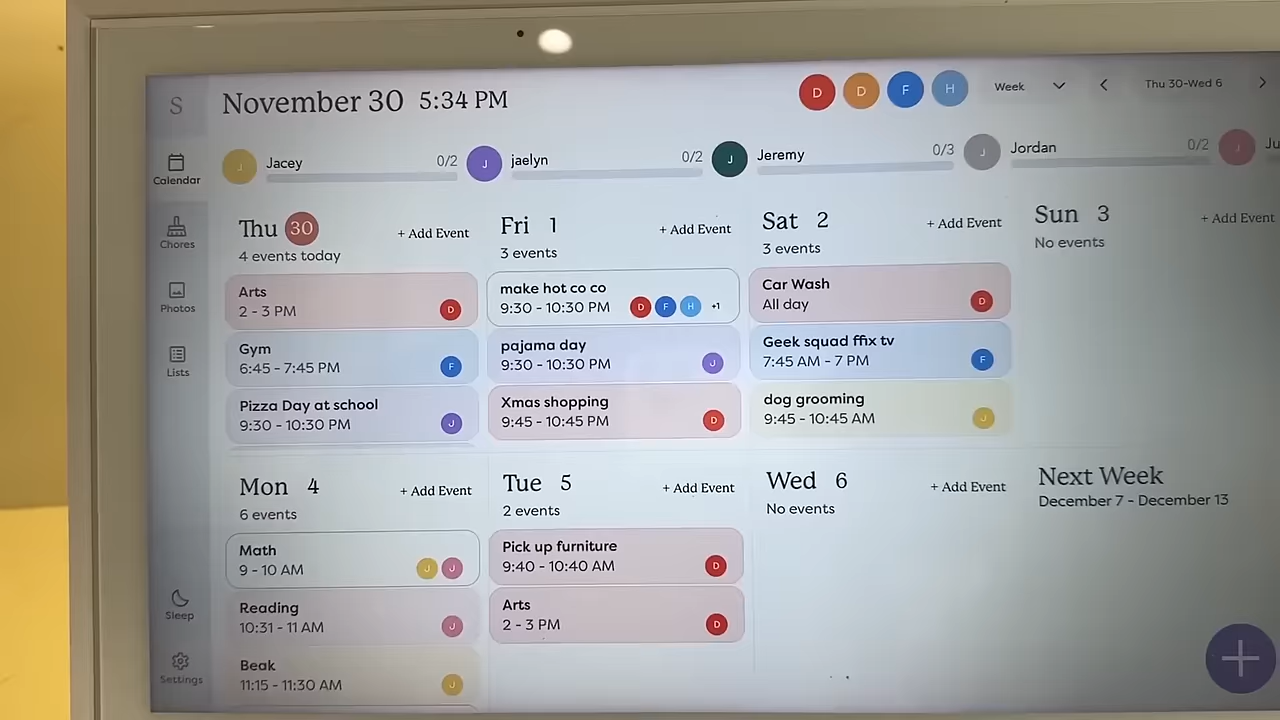 S
November 30 5:34 PM
D D F H Week Thu 30-Wed 6
J Jacey 0/2 J jaelyn 0/2 J Jeremy 0/3 J Jordan 0/2 J
Calendar
Chores
Photos
Lists
Sleep
Settings
Thu 30 + Add Event
4 events today
Arts
2 - 3 PM D
Gym
6:45 - 7:45 PM F
Pizza Day at school
9:30 - 10:30 PM J
Fri 1 + Add Event
3 events
make hot co co
9:30 - 10:30 PM D F H +1
pajama day
9:30 - 10:30 PM J
Xmas shopping
9:45 - 10:45 PM D
Sat 2 + Add Event
3 events
Car Wash
All day D
Geek squad ffix tv
7:45 AM - 7 PM F
dog grooming
9:45 - 10:45 AM J
Sun 3 + Add Event
No events
Mon 4 + Add Event
6 events
Math
9 - 10 AM J J
Reading
10:31 - 11 AM J
Beak
11:15 - 11:30 AM J
Tue 5 + Add Event
2 events
Pick up furniture
9:40 - 10:40 AM D
Arts
2 - 3 PM D
Wed 6 + Add Event
No events
Next Week
December 7 - December 13